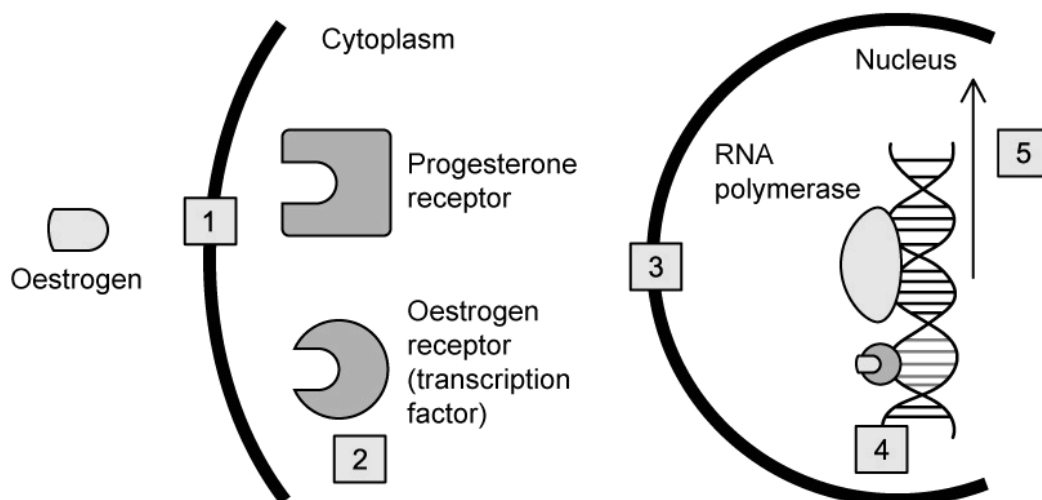 Cytoplasm
Nucleus
Progesterone
receptor
RNA
polymerase
5
1
Oestrogen
3
Oestrogen
receptor
(transcription
factor)
2
4